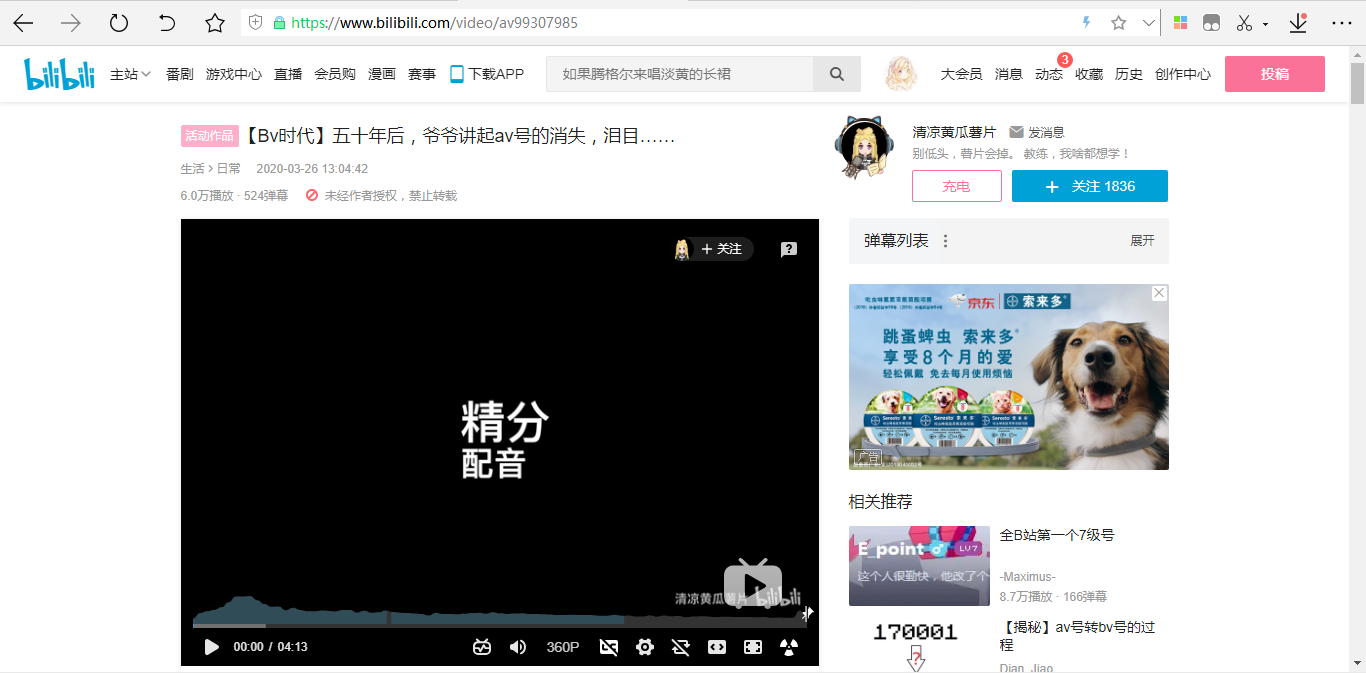 https://www.bilibili.com/video/av99307985
bilibili 主站 番剧 游戏中心 直播 会员购 漫画 赛事 下载APP 如果腾格尔来唱淡黄的长裙 大会员 消息 动态 3 收藏 历史 创作中心 投稿
活动作品 【Bv时代】五十年后，爷爷讲起av号的消失，泪目……
生活 > 日常 2020-03-26 13:04:42
6.0万播放 · 524弹幕 未经作者授权，禁止转载
清凉黄瓜薯片 发消息
别低头，薯片会掉。 教练，我啥都想学！
充电 + 关注 1836
+ 关注
精分
配音
清凉黄瓜薯片 bilibili
00:00 / 04:13 360P
弹幕列表 展开
京东 索来多
跳蚤蜱虫 索来多
享受8个月的爱
轻松佩戴 免去每月使用烦恼
Seresto 索来多 Seresto 索来多 Seresto 索来多
广告
相关推荐
E_point LV7
这个人很勤快，他改了个
全B站第一个7级号
-Maximus-
8.7万播放 · 166弹幕
170001
?
【揭秘】av号转bv号的过
程
Dian_Jiao